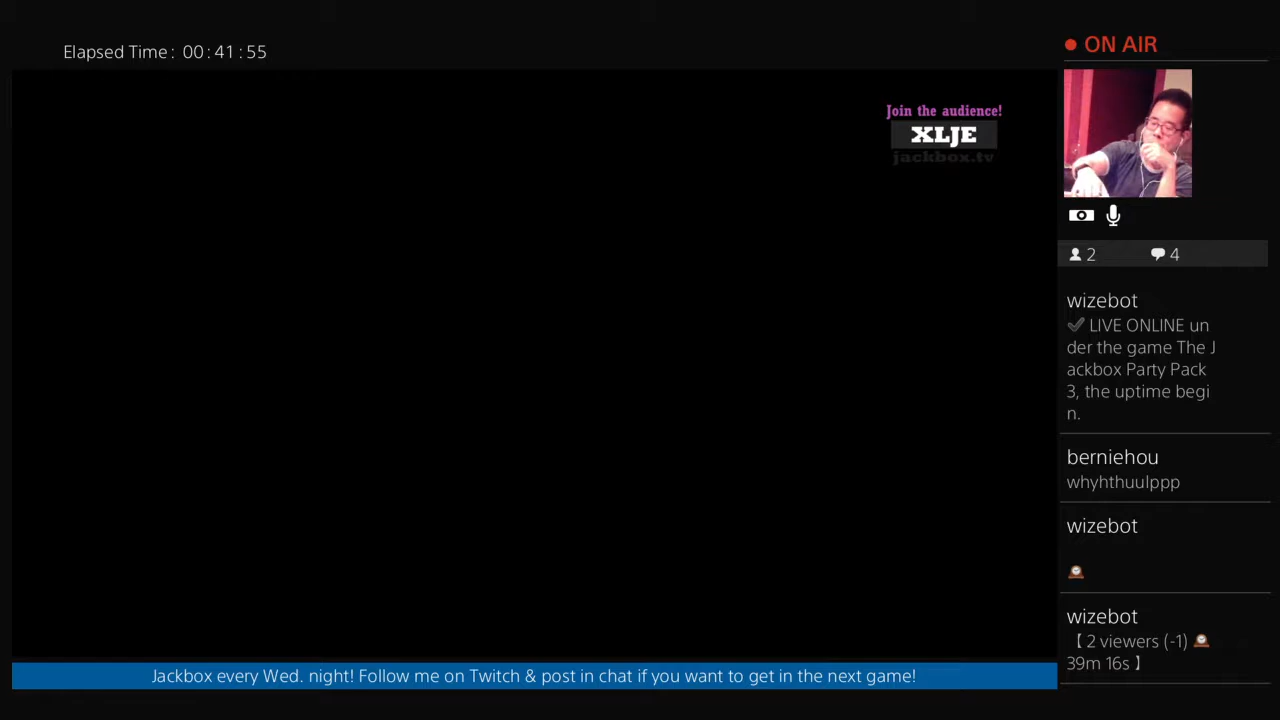 Elapsed Time: 00:41:55
ON AIR
Join the audience!
XLJE
jackbox.tv
2 4
wizebot
✔ LIVE ONLINE un
der the game The J
ackbox Party Pack
3, the uptime begi
n.
berniehou
whyhthuulppp
wizebot
🕰
wizebot
【 2 viewers (-1) 🕰
39m 16s 】
Jackbox every Wed. night! Follow me on Twitch & post in chat if you want to get in the next game!